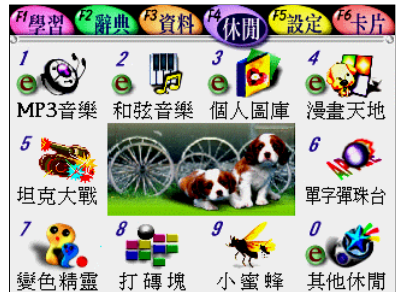 F1學習 F2辭典 F3資料 F4休閒 F5設定 F6卡片
1 2 3 4
e e e e
MP3音樂 和弦音樂 個人圖庫 漫畫天地
5 6
坦克大戰 單字彈珠台
7 8 9 0
e
變色精靈 打磚塊 小蜜蜂 其他休閒